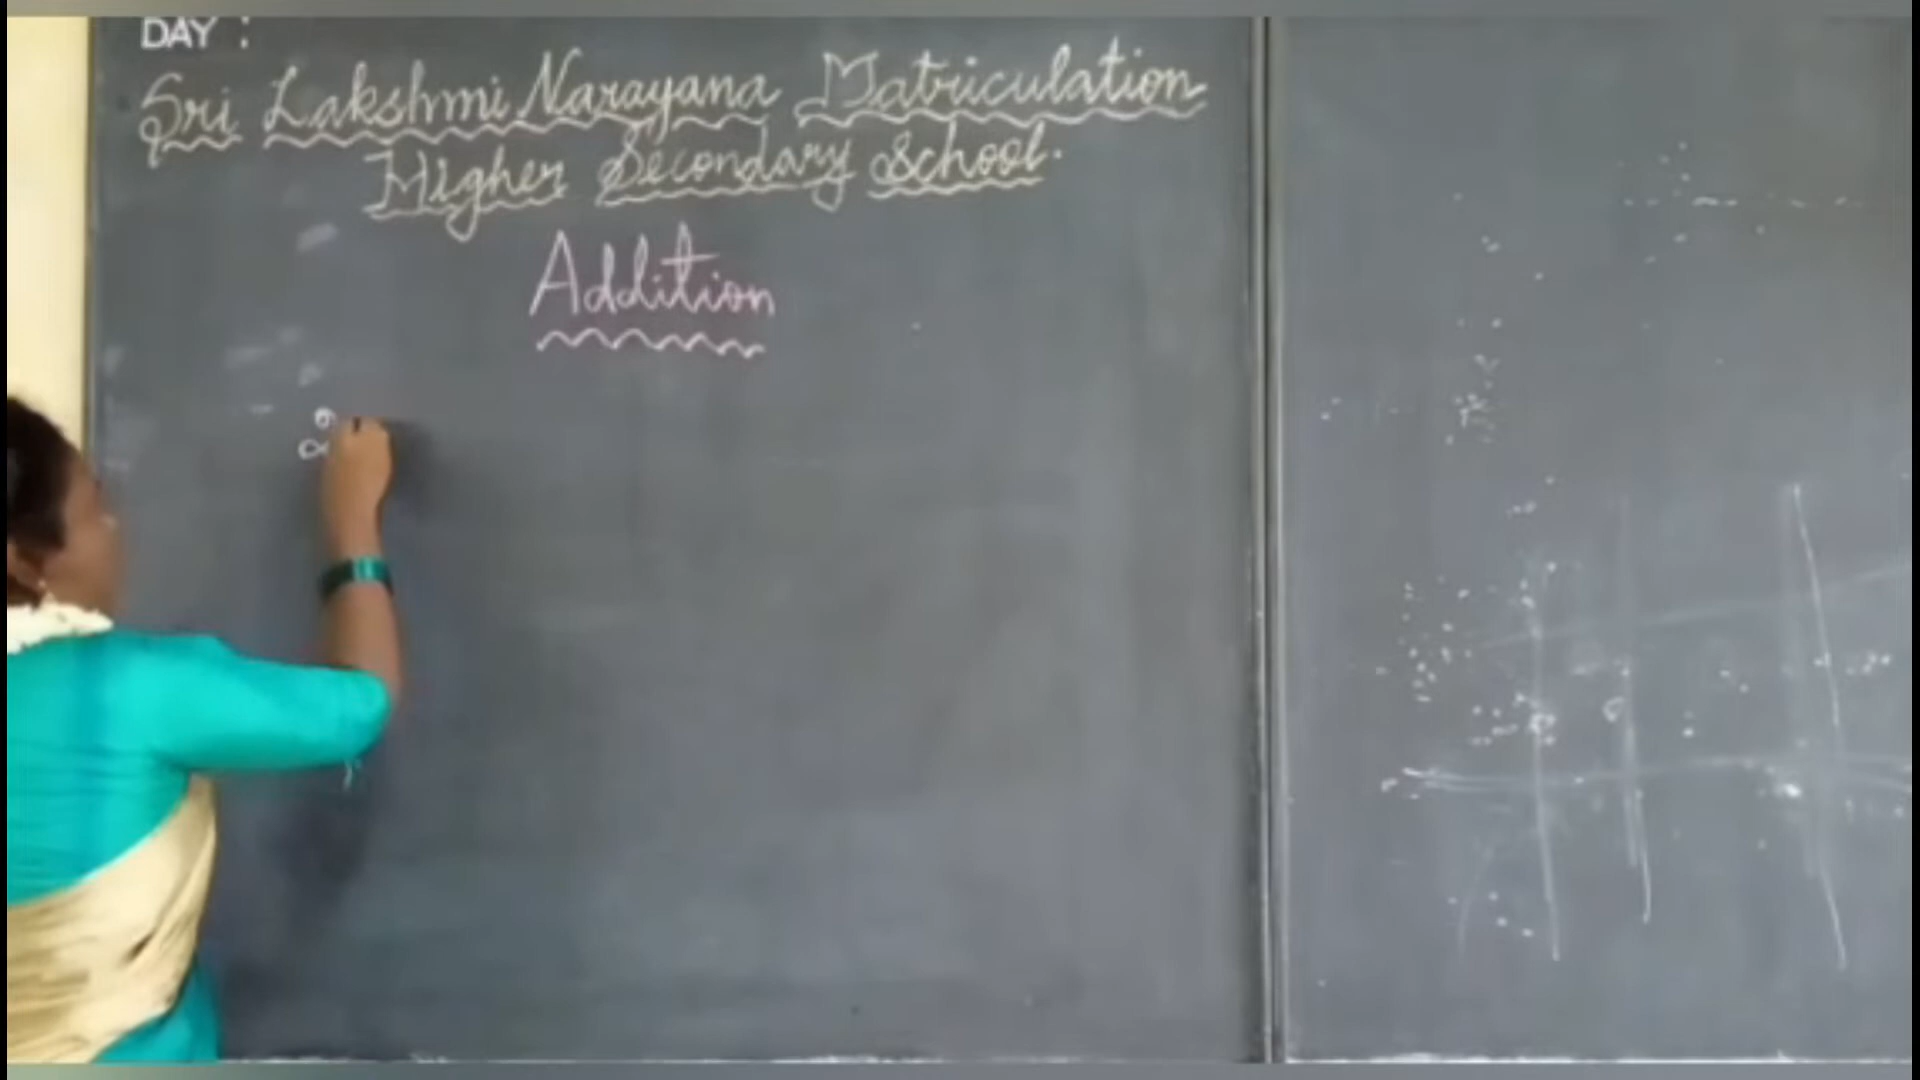 DAY :
Sri Lakshmi Narayana Matriculation
Higher Secondary School.
Addition